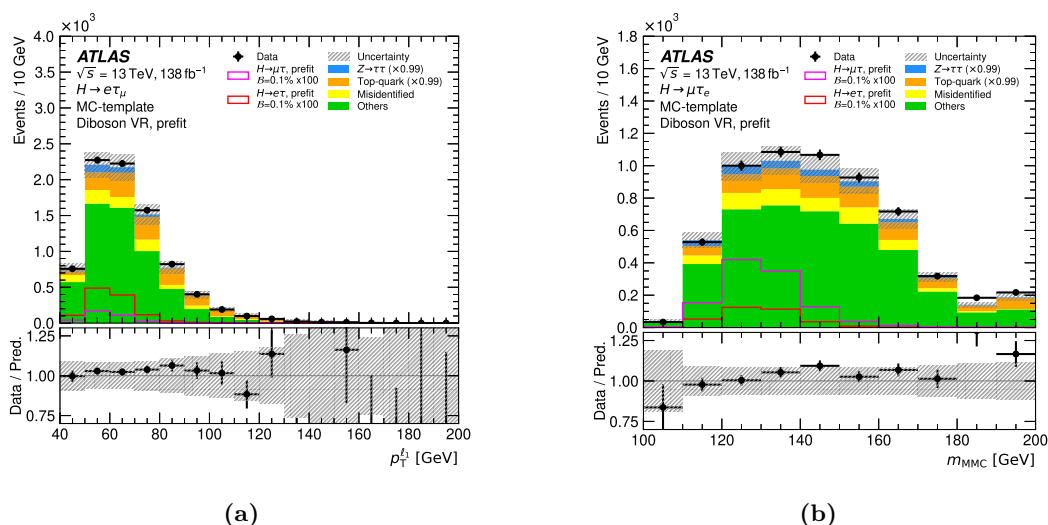 ×10³
Events / 10 GeV
4.0
3.5
3.0
2.5
2.0
1.5
1.0
0.5
0.0
ATLAS
√s = 13 TeV, 138 fb⁻¹
H→eτμ
MC-template
Diboson VR, prefit
Data
H→μτ, prefit
B=0.1% x100
H→eτ, prefit
B=0.1% x100
Uncertainty
Z→ττ (×0.99)
Top-quark (×0.99)
Misidentified
Others
Data / Pred.
1.25
1.00
0.75
40 60 80 100 120 140 160 180 200
p_T^ℓ₁ [GeV]
(a)
×10³
Events / 10 GeV
1.8
1.6
1.4
1.2
1.0
0.8
0.6
0.4
0.2
0.0
ATLAS
√s = 13 TeV, 138 fb⁻¹
H→μτe
MC-template
Diboson VR, prefit
Data
H→μτ, prefit
B=0.1% x100
H→eτ, prefit
B=0.1% x100
Uncertainty
Z→ττ (×0.99)
Top-quark (×0.99)
Misidentified
Others
Data / Pred.
1.25
1.00
0.75
100 120 140 160 180 200
m_MMC [GeV]
(b)